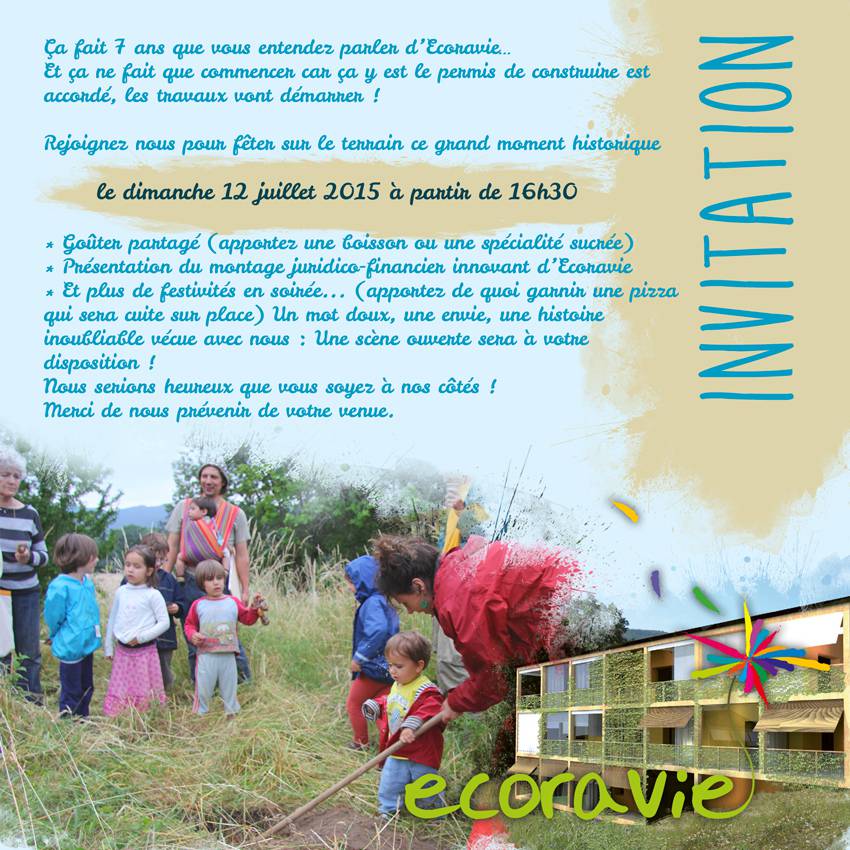 Ça fait 7 ans que vous entendez parler d'Ecoravie...
Et ça ne fait que commencer car ça y est le permis de construire est
accordé, les travaux vont démarrer !
Rejoignez nous pour fêter sur le terrain ce grand moment historique
le dimanche 12 juillet 2015 à partir de 16h30
* Goûter partagé (apportez une boisson ou une spécialité sucrée)
* Présentation du montage juridico-financier innovant d'Ecoravie
* Et plus de festivités en soirée... (apportez de quoi garnir une pizza
qui sera cuite sur place) Un mot doux, une envie, une histoire
inoubliable vécue avec nous : Une scène ouverte sera à votre
disposition !
Nous serions heureux que vous soyez à nos côtés !
Merci de nous prévenir de votre venue.
INVITATION
ecoravie